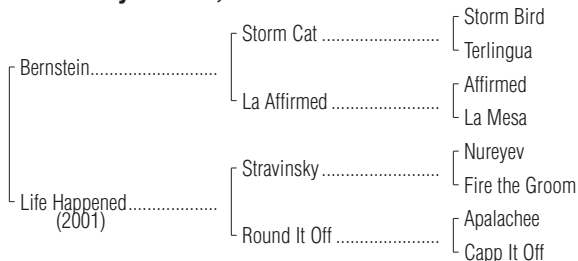 Storm Bird
Storm Cat ..............................
Terlingua
Bernstein.................................
Affirmed
La Affirmed ...........................
La Mesa
Nureyev
Stravinsky .............................
Fire the Groom
Life Happened.......................
(2001)
Apalachee
Round It Off ..........................
Capp It Off